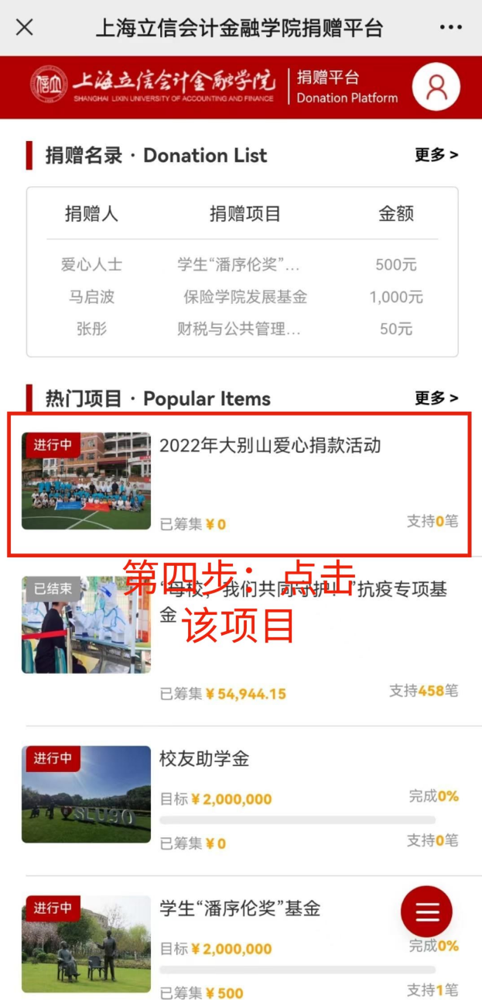 上海立信会计金融学院捐赠平台
上海立信会计金融学院
SHANGHAI LIXIN UNIVERSITY OF ACCOUNTING AND FINANCE
捐赠平台
Donation Platform
捐赠名录 · Donation List 更多 >
捐赠人 捐赠项目 金额
爱心人士 学生“潘序伦奖”... 500元
马启波 保险学院发展基金 1,000元
张彤 财税与公共管理... 50元
热门项目 · Popular Items 更多 >
进行中
2022年大别山爱心捐款活动
已筹集¥0 支持0笔
第四步：点击
该项目
已结束
“母校，我们共同守护！”抗疫专项基
金
已筹集¥54,944.15 支持458笔
进行中
校友助学金
SLU90
目标¥2,000,000 完成0%
已筹集¥0 支持0笔
进行中
学生“潘序伦奖”基金
目标¥2,000,000 完成0%
已筹集¥500 支持1笔